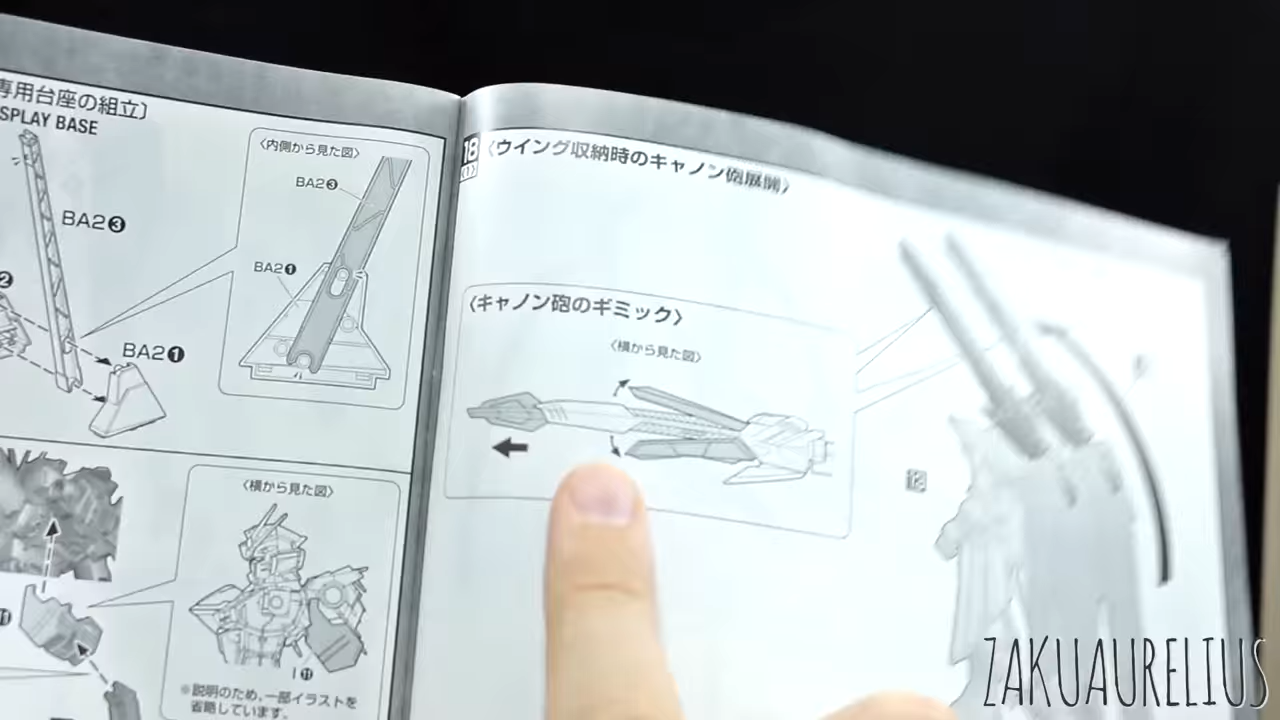 専用台座の組立〕
SPLAY BASE
〈内側から見た図〉
BA2❸
BA2❸
BA2❶
❷
BA2❶
〈横から見た図〉
⓫
⓫
※説明のため、一部イラストを
省略しています。
18
(1)
〈ウイング収納時のキャノン砲展開〉
〈キャノン砲のギミック〉
〈横から見た図〉
ZAKUAURELIUS